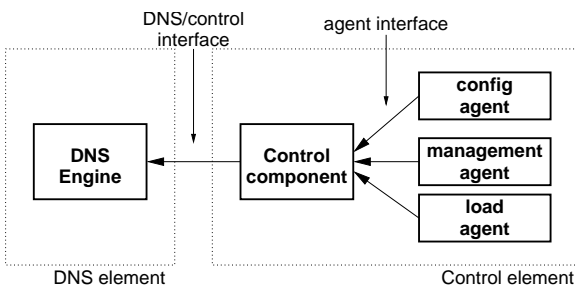 DNS/control
interface
agent interface
config
agent
DNS
Engine
Control
component
management
agent
load
agent
DNS element
Control element